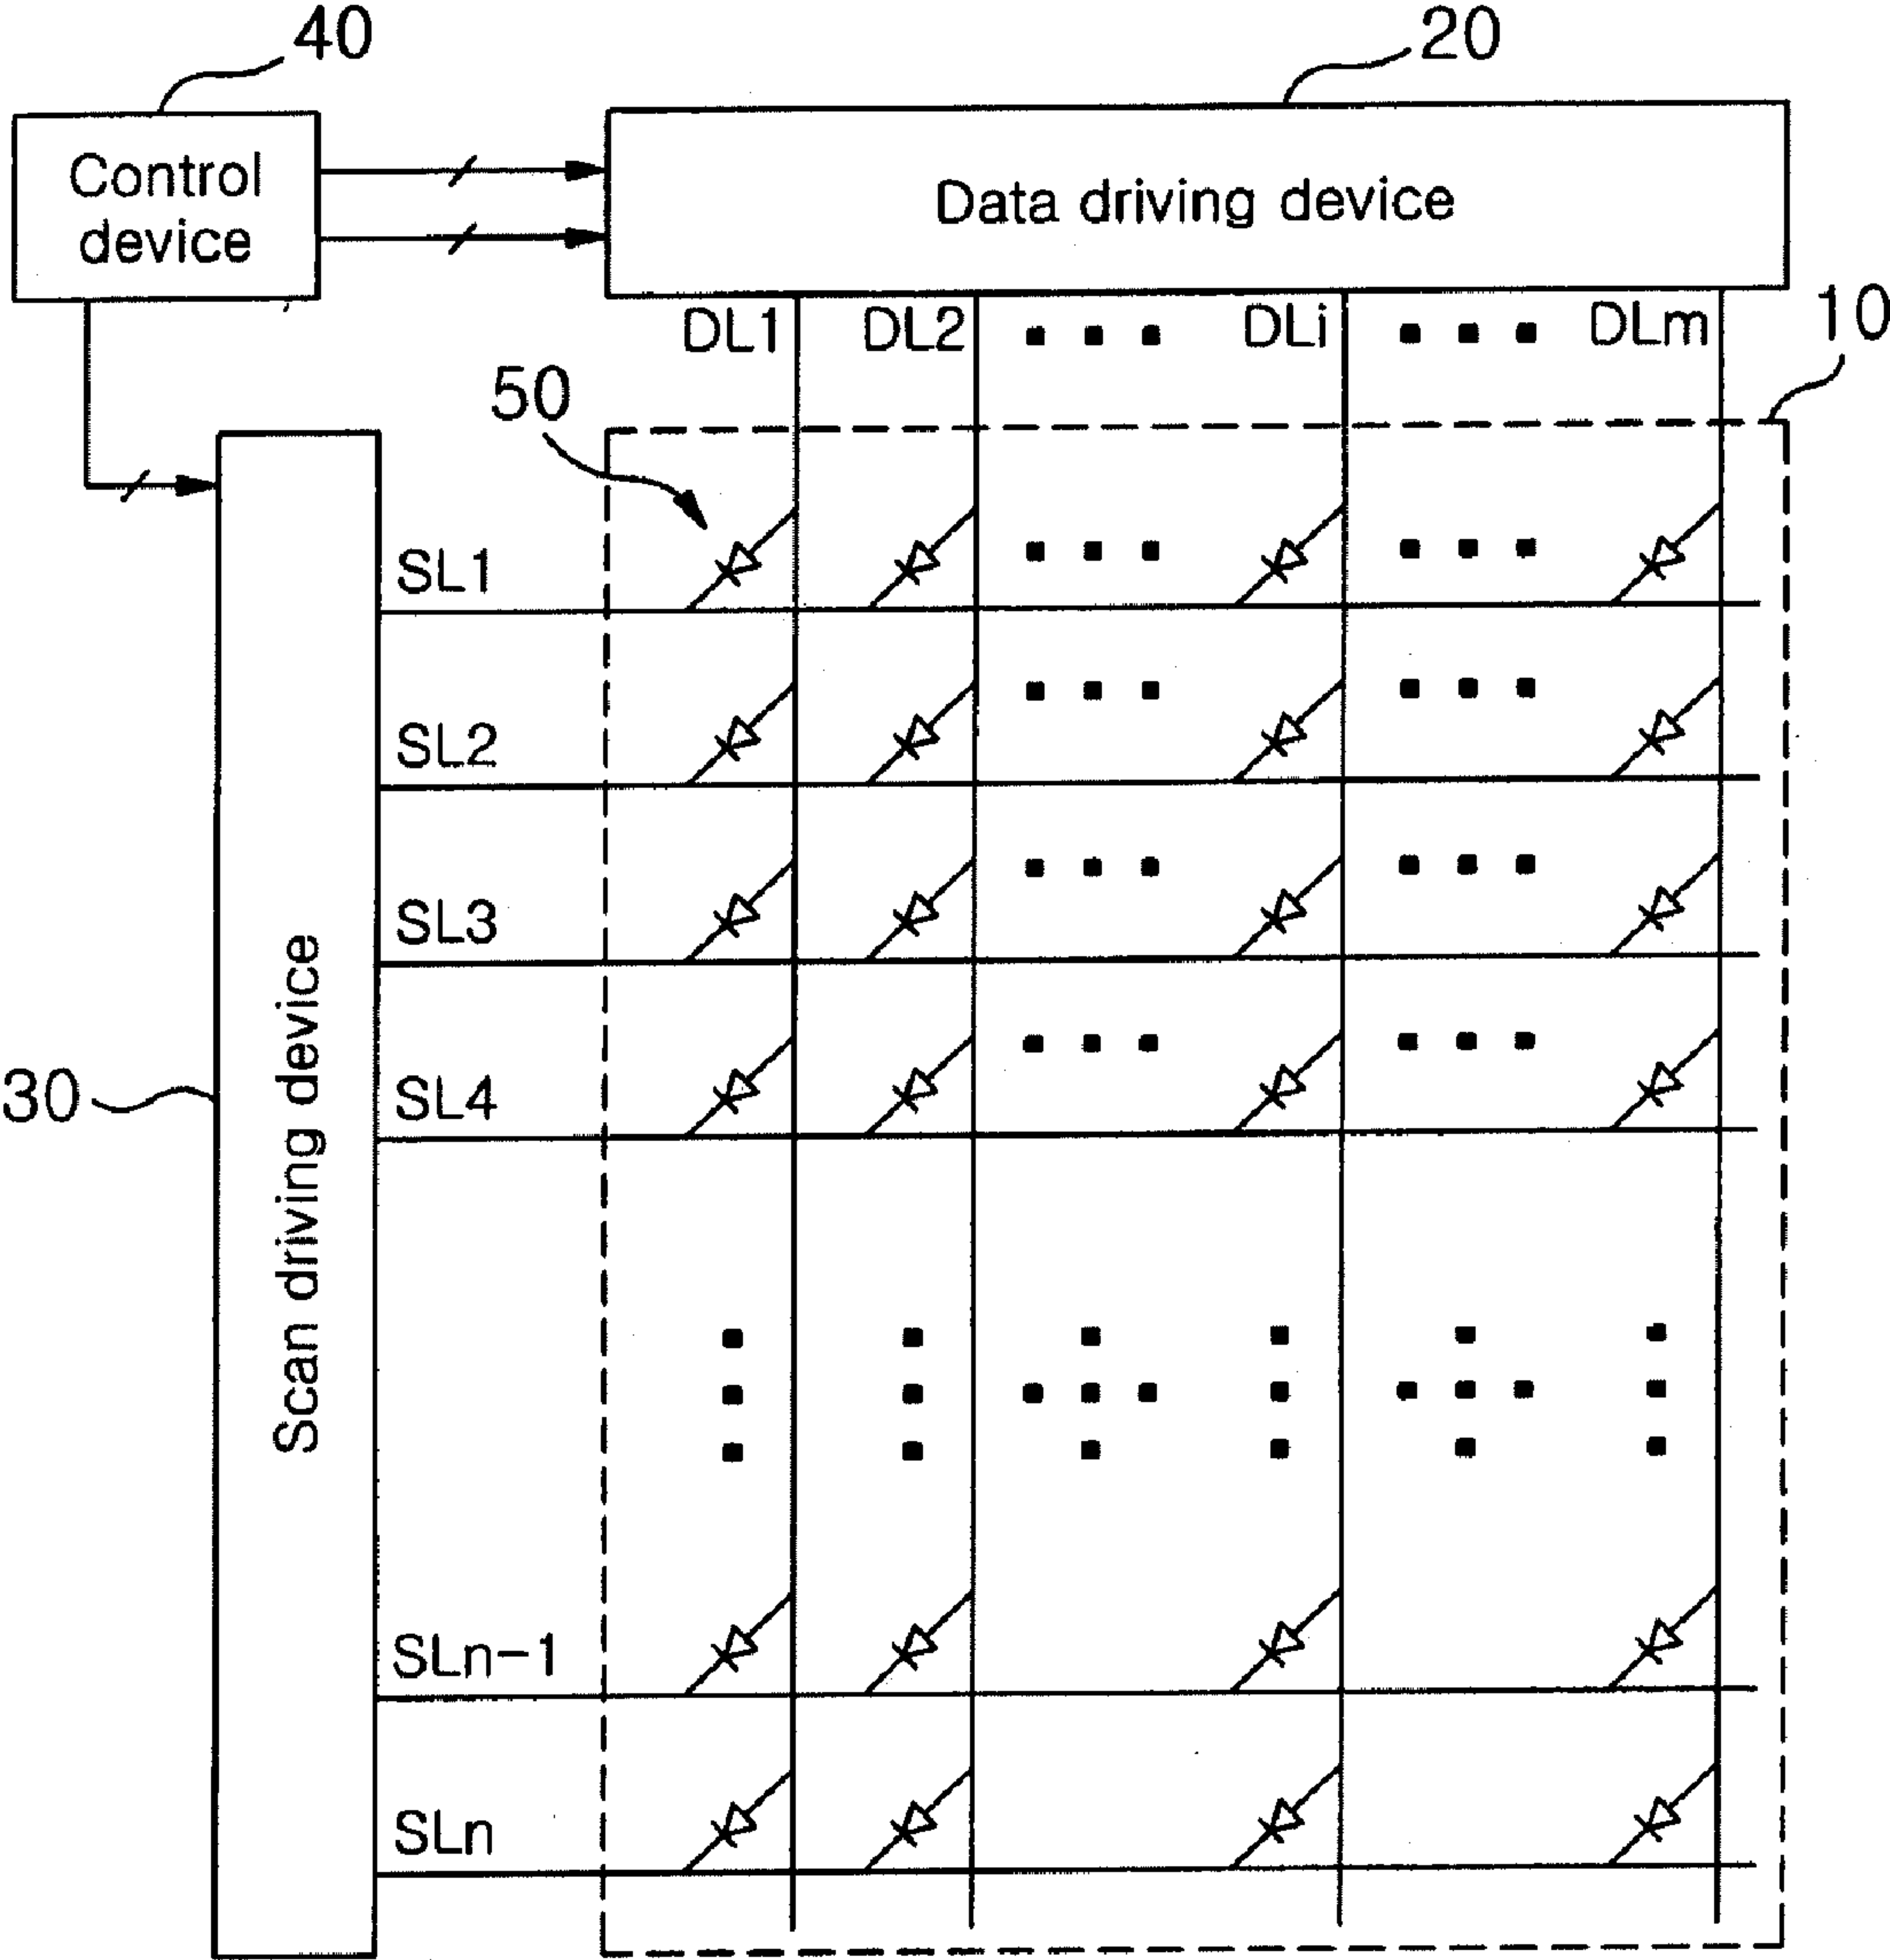 40
20
Control
device
Data driving device
DL1 DL2 DLi DLm
10
50
SL1
SL2
SL3
SL4
30
Scan driving device
SLn-1
SLn